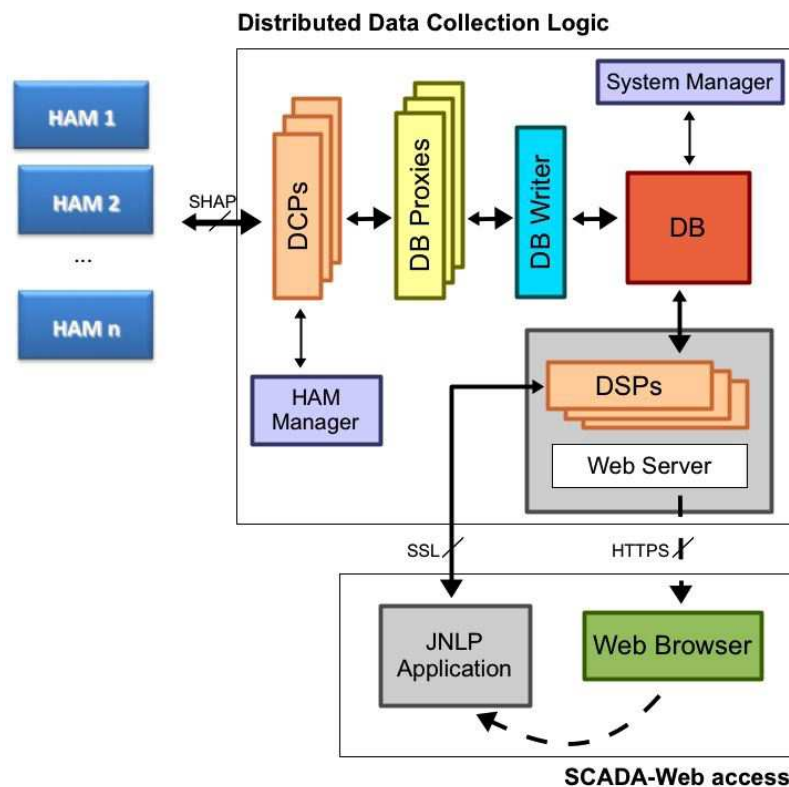 Distributed Data Collection Logic
HAM 1
HAM 2
...
HAM n
SHAP
DCPs
DB Proxies
DB Writer
System Manager
DB
HAM
Manager
DSPs
Web Server
SSL
HTTPS
JNLP
Application
Web Browser
SCADA-Web access